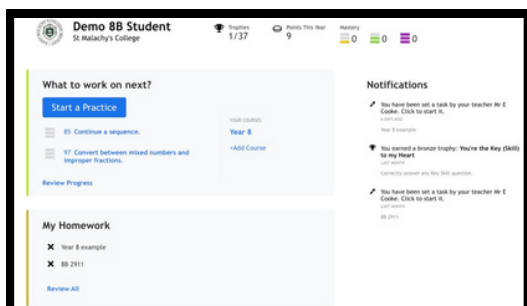 Demo 8B Student
St Malachy's College
Trophies
1/37
Points This Year
9
Mastery
0 0 0
What to work on next?
Start a Practice
85 Continue a sequence.
97 Convert between mixed numbers and
improper fractions.
Review Progress
YOUR COURSES
Year 8
+Add Course
My Homework
Year 8 example
8B 2911
Review All
Notifications
You have been set a task by your teacher Mr E
Cooke. Click to start.
6 DAYS AGO
Year 8 example
You earned a bronze trophy: You're the Key (Skill)
to my Heart
LAST MONTH
Correctly answer any Key Skill question.
You have been set a task by your teacher Mr E
Cooke. Click to start.
LAST MONTH
8B 2911